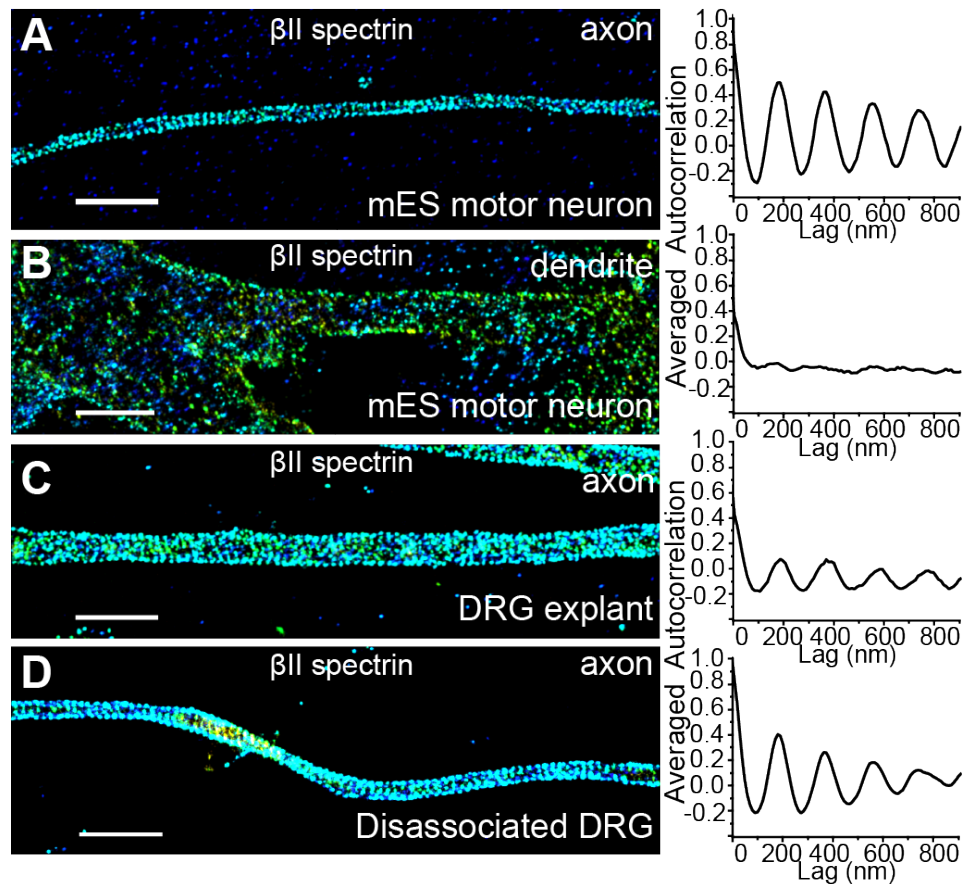 A
βII spectrin
axon
mES motor neuron
1.0
0.8
0.6
0.4
0.2
0.0
-0.2
0 200 400 600 800
Lag (nm)
B
βII spectrin
dendrite
mES motor neuron
1.0
0.8
0.6
0.4
0.2
0.0
-0.2
0 200 400 600 800
Lag (nm)
Averaged Autocorrelation
C
βII spectrin
axon
DRG explant
1.0
0.8
0.6
0.4
0.2
0.0
-0.2
0 200 400 600 800
Lag (nm)
D
βII spectrin
axon
Disassociated DRG
1.0
0.8
0.6
0.4
0.2
0.0
-0.2
0 200 400 600 800
Lag (nm)
Averaged Autocorrelation